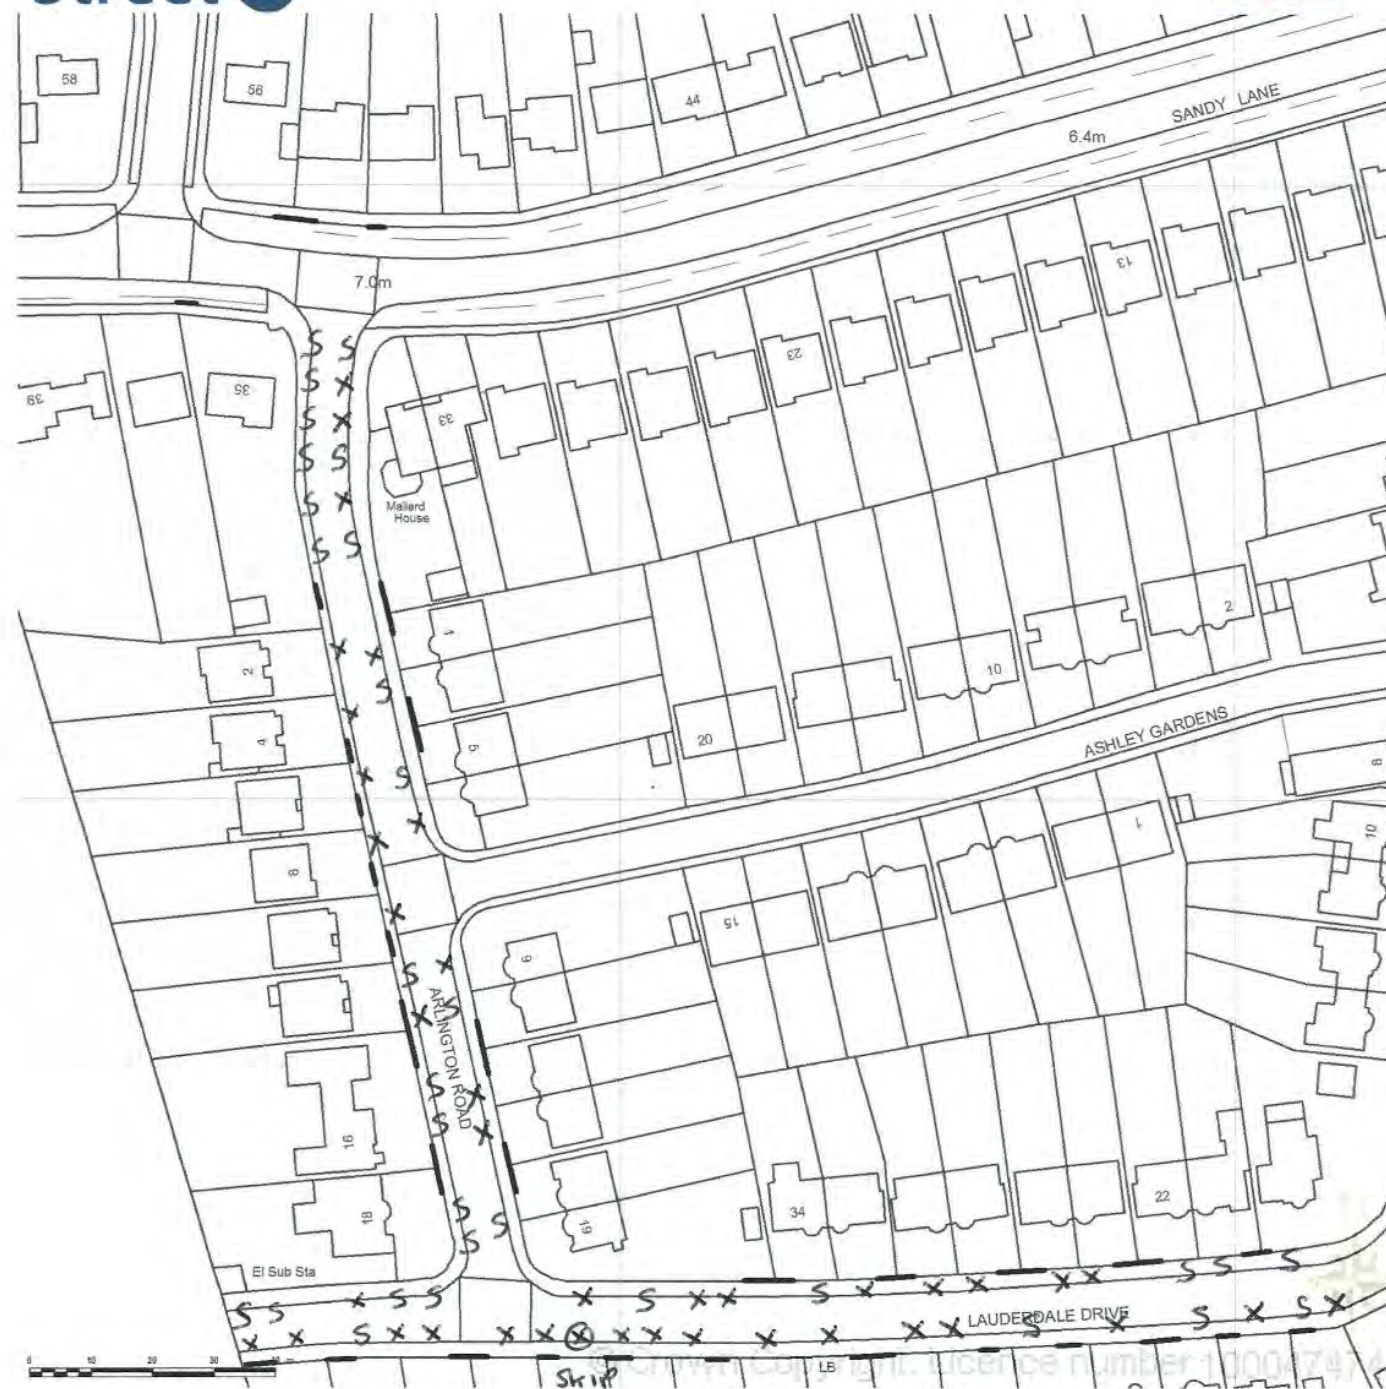 58
56
44
SANDY LANE
6.4m
7.0m
13
23
39
35
33
S S
S X
S X
S S
S X
S S
Mallard
House
1
2
2
X X
S
X
10
4
5
20
ASHLEY GARDENS
8
X S
X
X
1
10
8
15
X
6
S X
X S
ARLINGTON ROAD
S X
S X
16
22
34
18
19
S S
S
El Sub Sta
S S X S S
X S X X S X X X X X S S S
LAUDERDALE DRIVE
X X S X X X X X X X X X X X X S X S X S X
0 10 20 30
LB
Skip
© Crown Copyright. Licence number 100047474